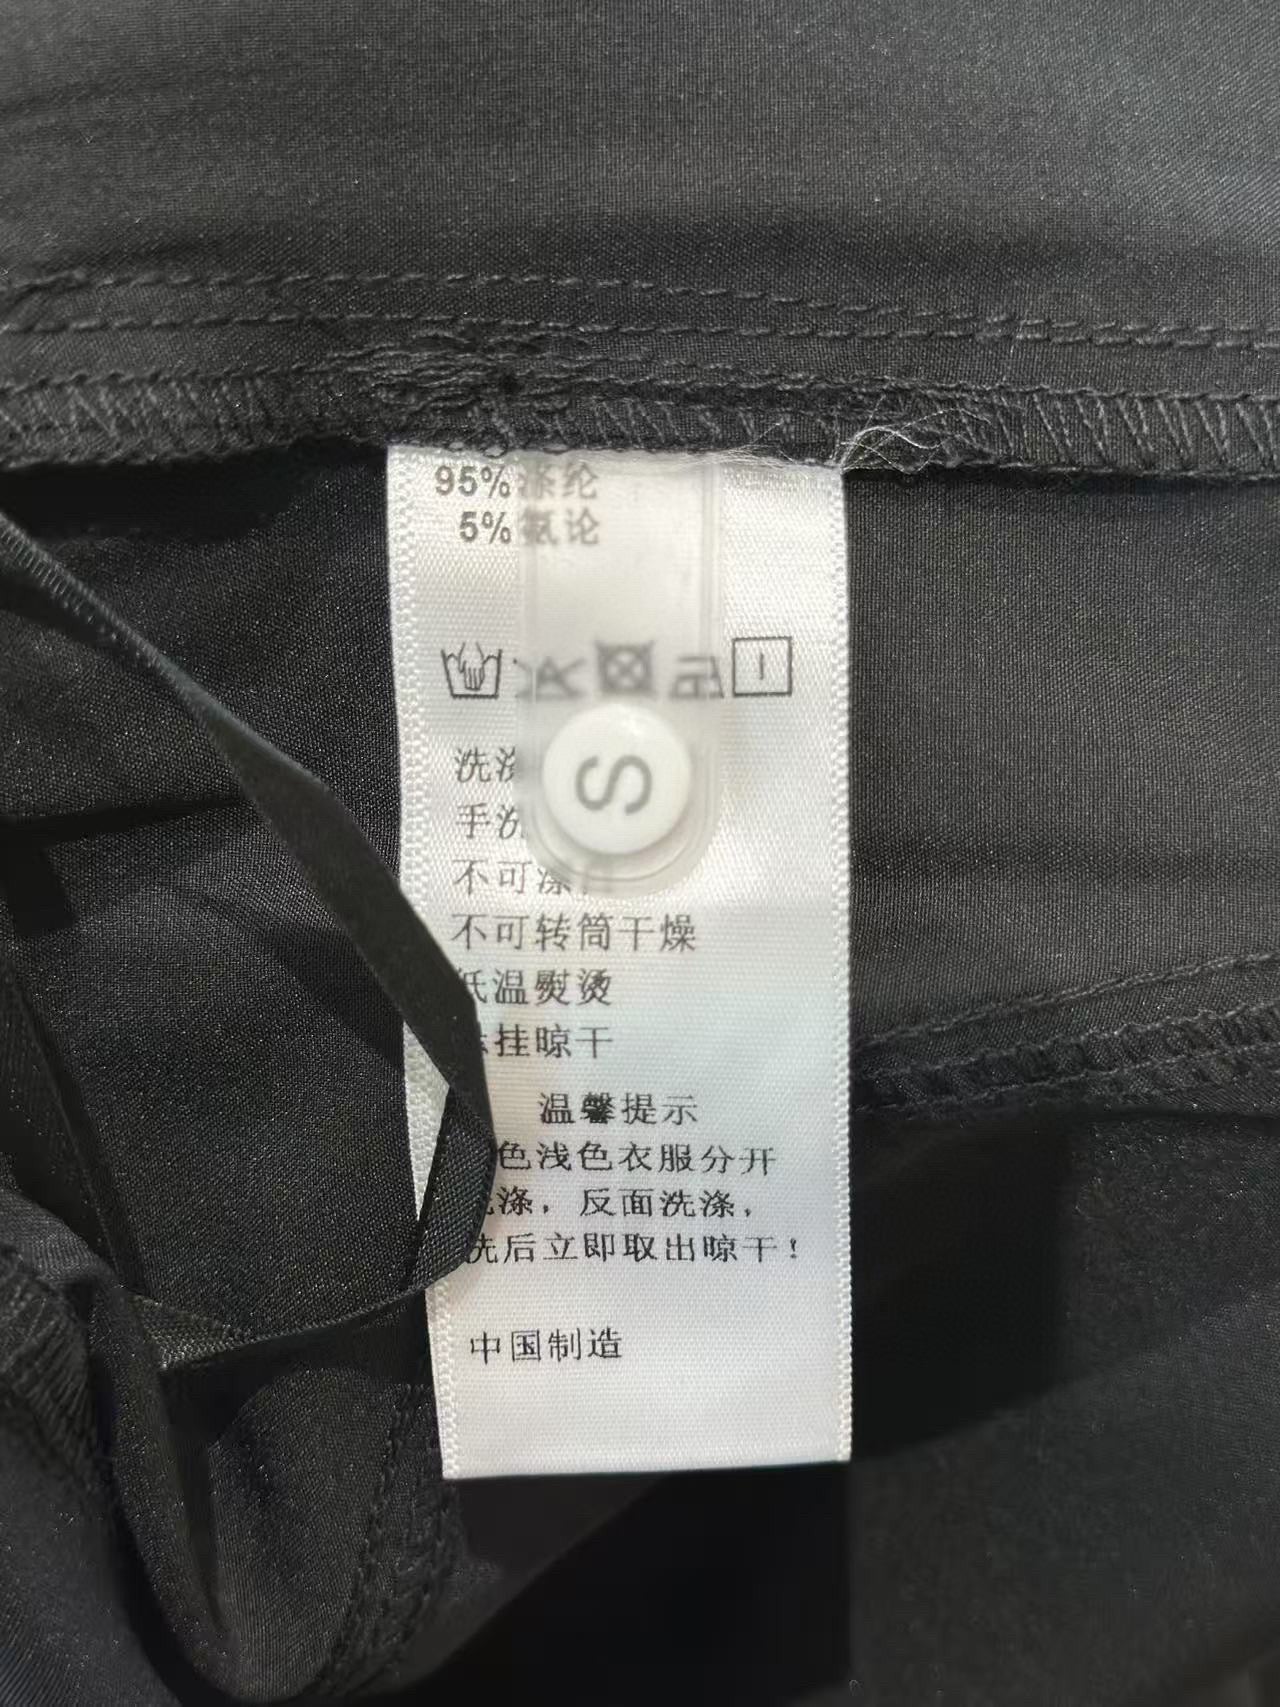 95%涤纶
5%氨论
S
洗涤
手洗
不可漂
不可转筒干燥
低温熨烫
挂晾干
温馨提示
色浅色衣服分开
涤，反面洗涤，
洗后立即取出晾干！
中国制造